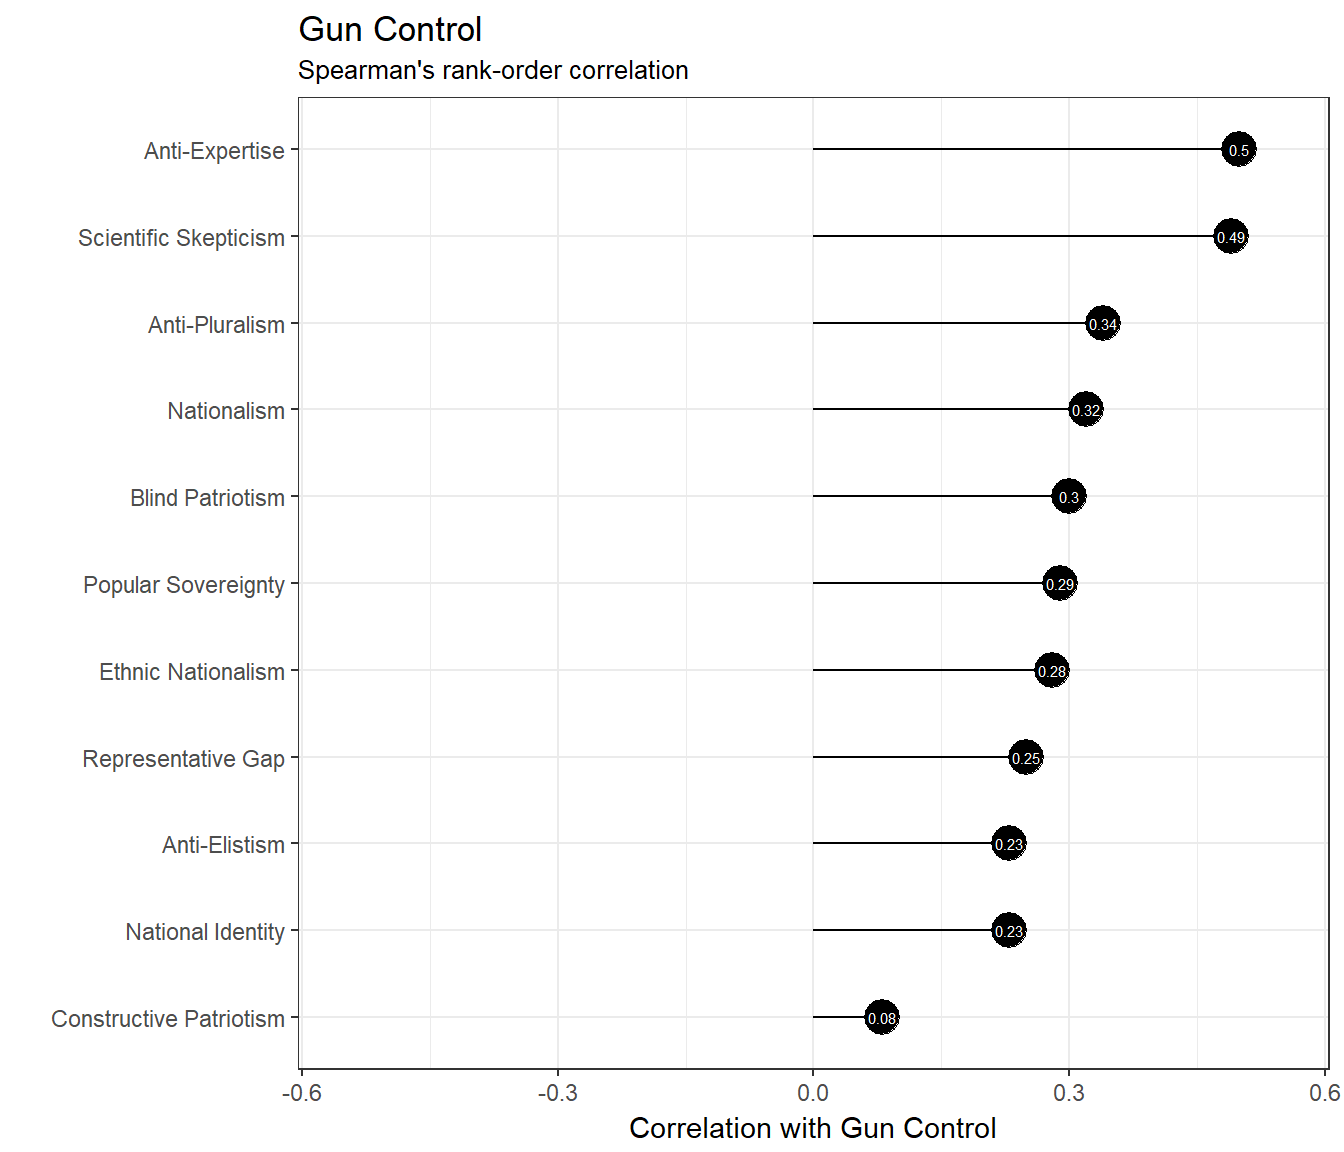 Gun Control
Spearman's rank-order correlation
Anti-Expertise 0.5
Scientific Skepticism 0.49
Anti-Pluralism 0.34
Nationalism 0.32
Blind Patriotism 0.3
Popular Sovereignty 0.29
Ethnic Nationalism 0.28
Representative Gap 0.25
Anti-Elistism 0.23
National Identity 0.23
Constructive Patriotism 0.08
-0.6 -0.3 0.0 0.3 0.6
Correlation with Gun Control